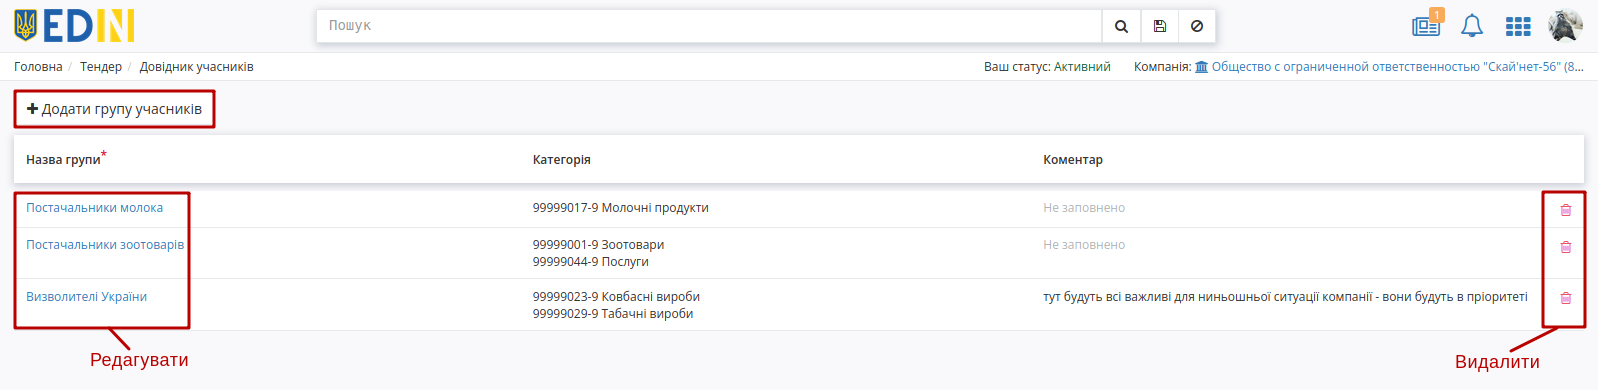 EDIN
Пошук
1
Головна / Тендер / Довідник учасників
Ваш статус: Активний
Компанія: Общество с ограниченной ответственностью "Скай'нет-56" (8...
Додати групу учасників
Назва групи* Категорія Коментар
Постачальники молока 99999017-9 Молочні продукти Не заповнено
Постачальники зоотоварів 99999001-9 Зоотовари Не заповнено
99999044-9 Послуги
Визволителі України 99999023-9 Ковбасні вироби тут будуть всі важливі для ниньошньої ситуації компанії - вони будуть в пріоритеті
99999029-9 Табачні вироби
Редагувати
Видалити